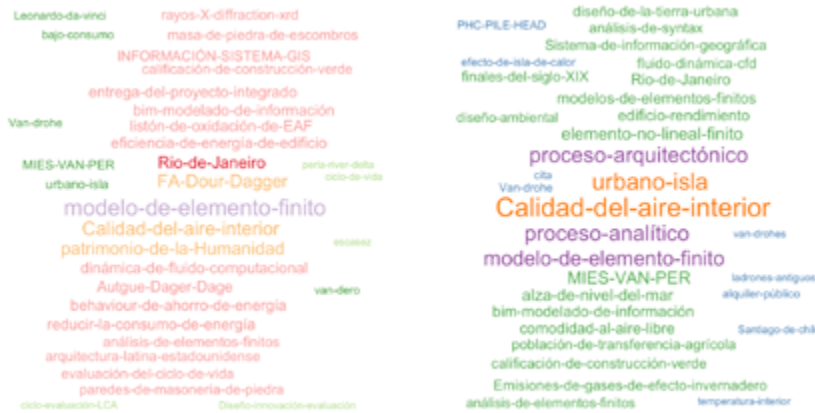 Leonardo-da-vinci
rayos-X-diffraction-xrd
bajo-consumo
masa-de-piedra-de-escombros
INFORMACIÓN-SISTEMA-GIS
calificación-de-construcción-verde
entrega-del-proyecto-integrado
bim-modelado-de-información
Van-drohe
listón-de-oxidación-de-EAF
eficiencia-de-energía-de-edificio
MIES-VAN-PER
Rio-de-Janeiro
perla-river-delta
urbano-isla
FA-Dour-Dagger
ciclo-de-vida
modelo-de-elemento-finito
Calidad-del-aire-interior
patrimonio-de-la-Humanidad
escasez
dinámica-de-fluido-computacional
Autgue-Dager-Dage
van-dero
behaviour-de-ahorro-de-energía
reducir-la-consumo-de-energía
análisis-de-elementos-finitos
arquitectura-latina-estadounidense
evaluación-del-ciclo-de-vida
paredes-de-masonería-de-piedra
ciclo-evaluación-LCA
Diseño-innovación-evaluación
diseño-de-la-tierra-urbana
PHC-PILE-HEAD
análisis-de-syntax
Sistema-de-información-geográfica
efecto-de-isla-de-calor
fluido-dinámica-cfd
finales-del-siglo-XIX
Rio-de-Janeiro
modelos-de-elementos-finitos
diseño-ambiental
edificio-rendimiento
elemento-no-lineal-finito
proceso-arquitectónico
cita
Van-drohe
urbano-isla
Calidad-del-aire-interior
proceso-analítico
van-drohes
modelo-de-elemento-finito
MIES-VAN-PER
ladrones-antiguos
alza-de-nivel-del-mar
alquiler-público
bim-modelado-de-información
comodidad-al-aire-libre
Santiago-de-chile
población-de-transferencia-agrícola
calificación-de-construcción-verde
Emisiones-de-gases-de-efecto-invernadero
análisis-de-elementos-finitos
temperatura-interior